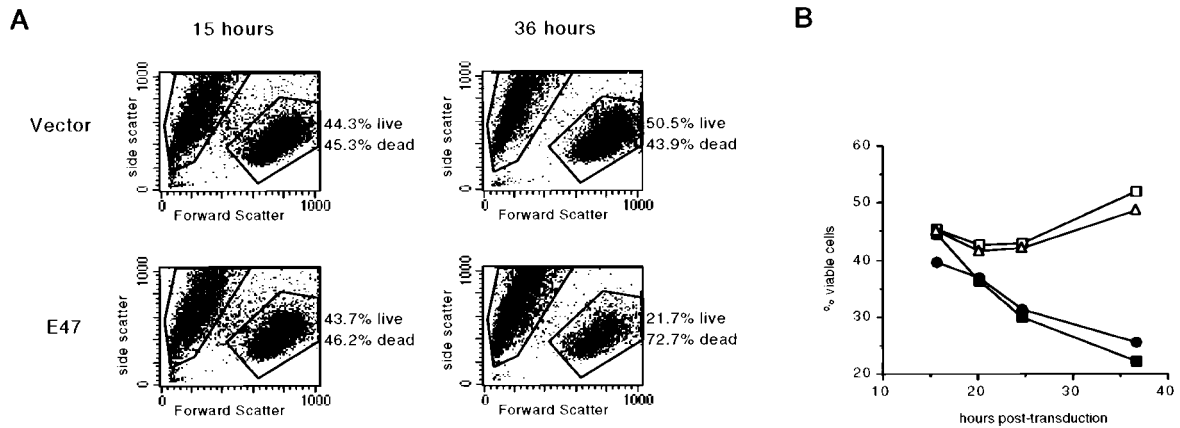 A
15 hours
36 hours
Vector
side scatter
1000
0
0
Forward Scatter
1000
44.3% live
45.3% dead
side scatter
1000
0
0
Forward Scatter
1000
50.5% live
43.9% dead
E47
side scatter
1000
0
0
Forward Scatter
1000
43.7% live
46.2% dead
side scatter
1000
0
0
Forward Scatter
1000
21.7% live
72.7% dead
B
% viable cells
60
50
40
30
20
10
20
30
40
hours post-transduction